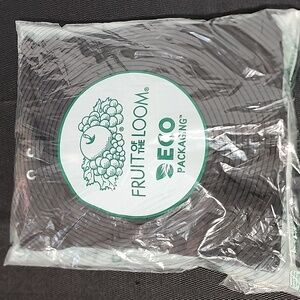 FRUIT OF THE LOOM®
ECO
PACKAGING™